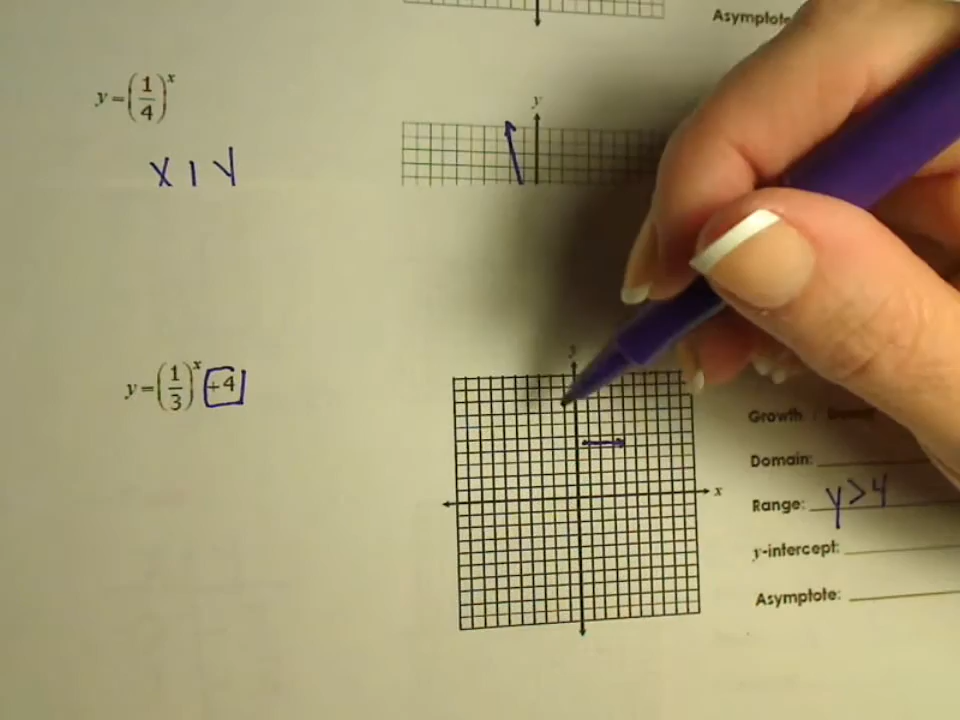 Asymptote
y=(1/4)^x
y
X | Y
y=(1/3)^x +4
y
x
Growth /
Domain:
Range: y>4
y-intercept:
Asymptote: